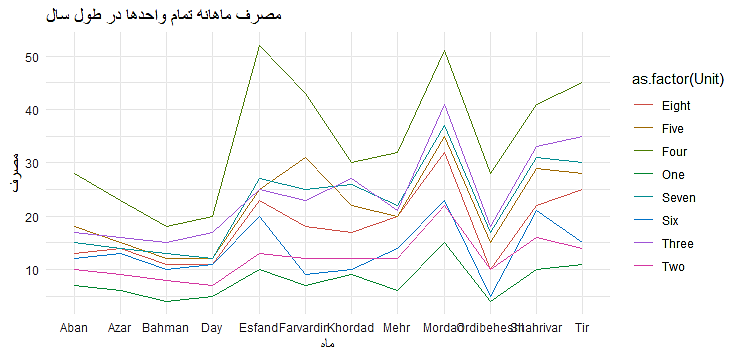 مصرف ماهانه تمام واحدها در طول سال
مصرف
50
40
30
20
10
Aban Azar Bahman Day Esfand Farvardin Khordad Mehr Mordad Ordibehesht Shahrivar Tir
ماه
as.factor(Unit)
Eight
Five
Four
One
Seven
Six
Three
Two